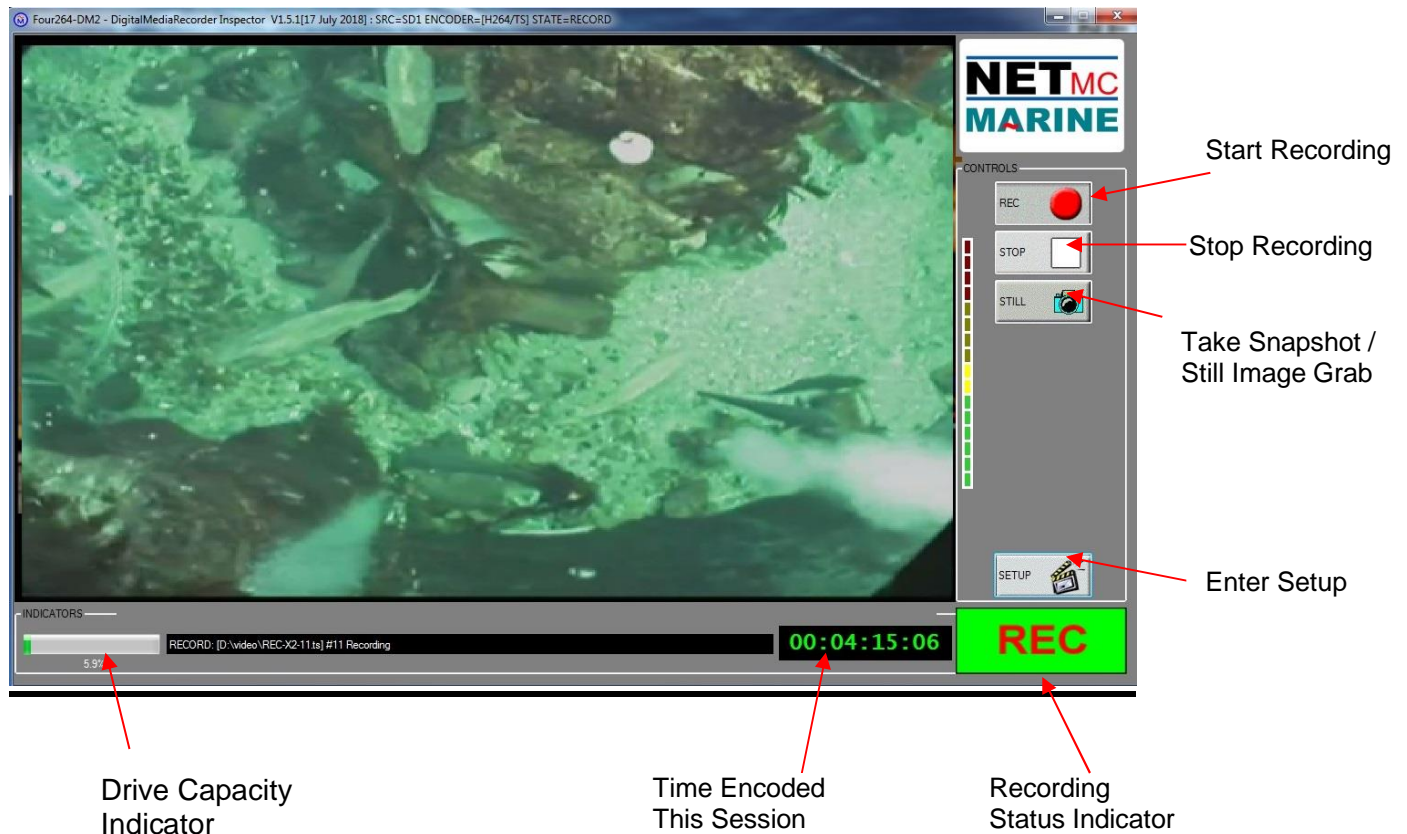 Four264-DM2 - DigitalMediaRecorder Inspector V1.5.1[17 July 2018] : SRC=SD1 ENCODER=[H264/TS] STATE=RECORD
NETMC
MARINE
Start Recording
CONTROLS
REC
STOP
Stop Recording
STILL
Take Snapshot /
Still Image Grab
SETUP
Enter Setup
INDICATORS
RECORD: [D:\video\REC-X2-11.ts] #11 Recording
00:04:15:06
REC
5.9%
Drive Capacity
Indicator
Time Encoded
This Session
Recording
Status Indicator